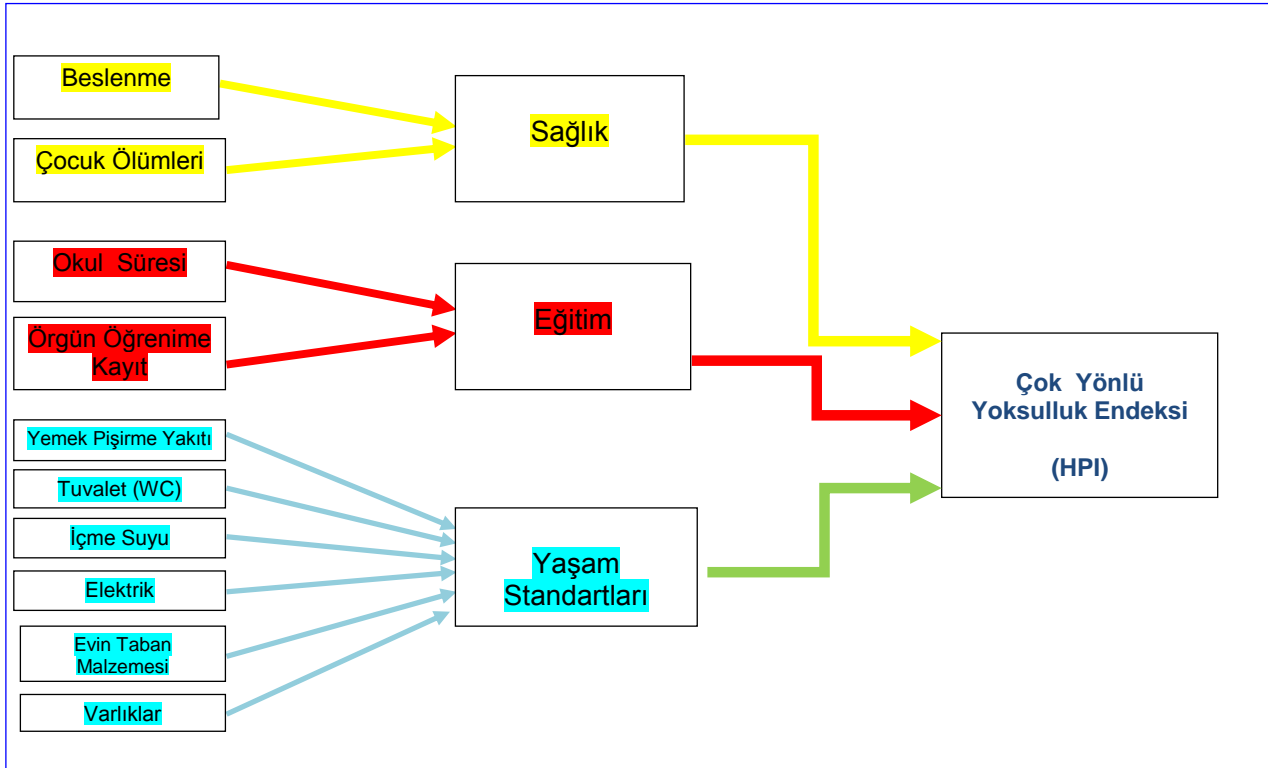 Beslenme
Çocuk Ölümleri
Sağlık
Okul Süresi
Örgün Öğrenime
Kayıt
Eğitim
Yemek Pişirme Yakıtı
Tuvalet (WC)
İçme Suyu
Elektrik
Evin Taban
Malzemesi
Varlıklar
Yaşam
Standartları
Çok Yönlü
Yoksulluk Endeksi
(HPI)